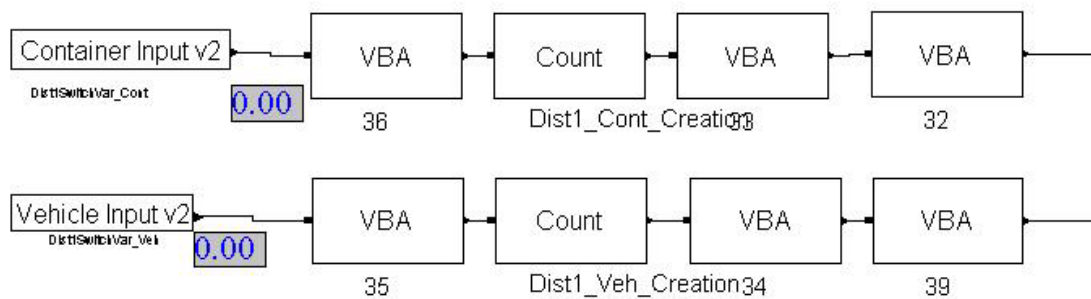 Container Input v2 VBA Count VBA VBA
Dist1SwitchVar_Cont
0.00
36 Dist1_Cont_Creation 33 32
Vehicle Input v2 VBA Count VBA VBA
Dist1SwitchVar_Veh
0.00
35 Dist1_Veh_Creation 34 39